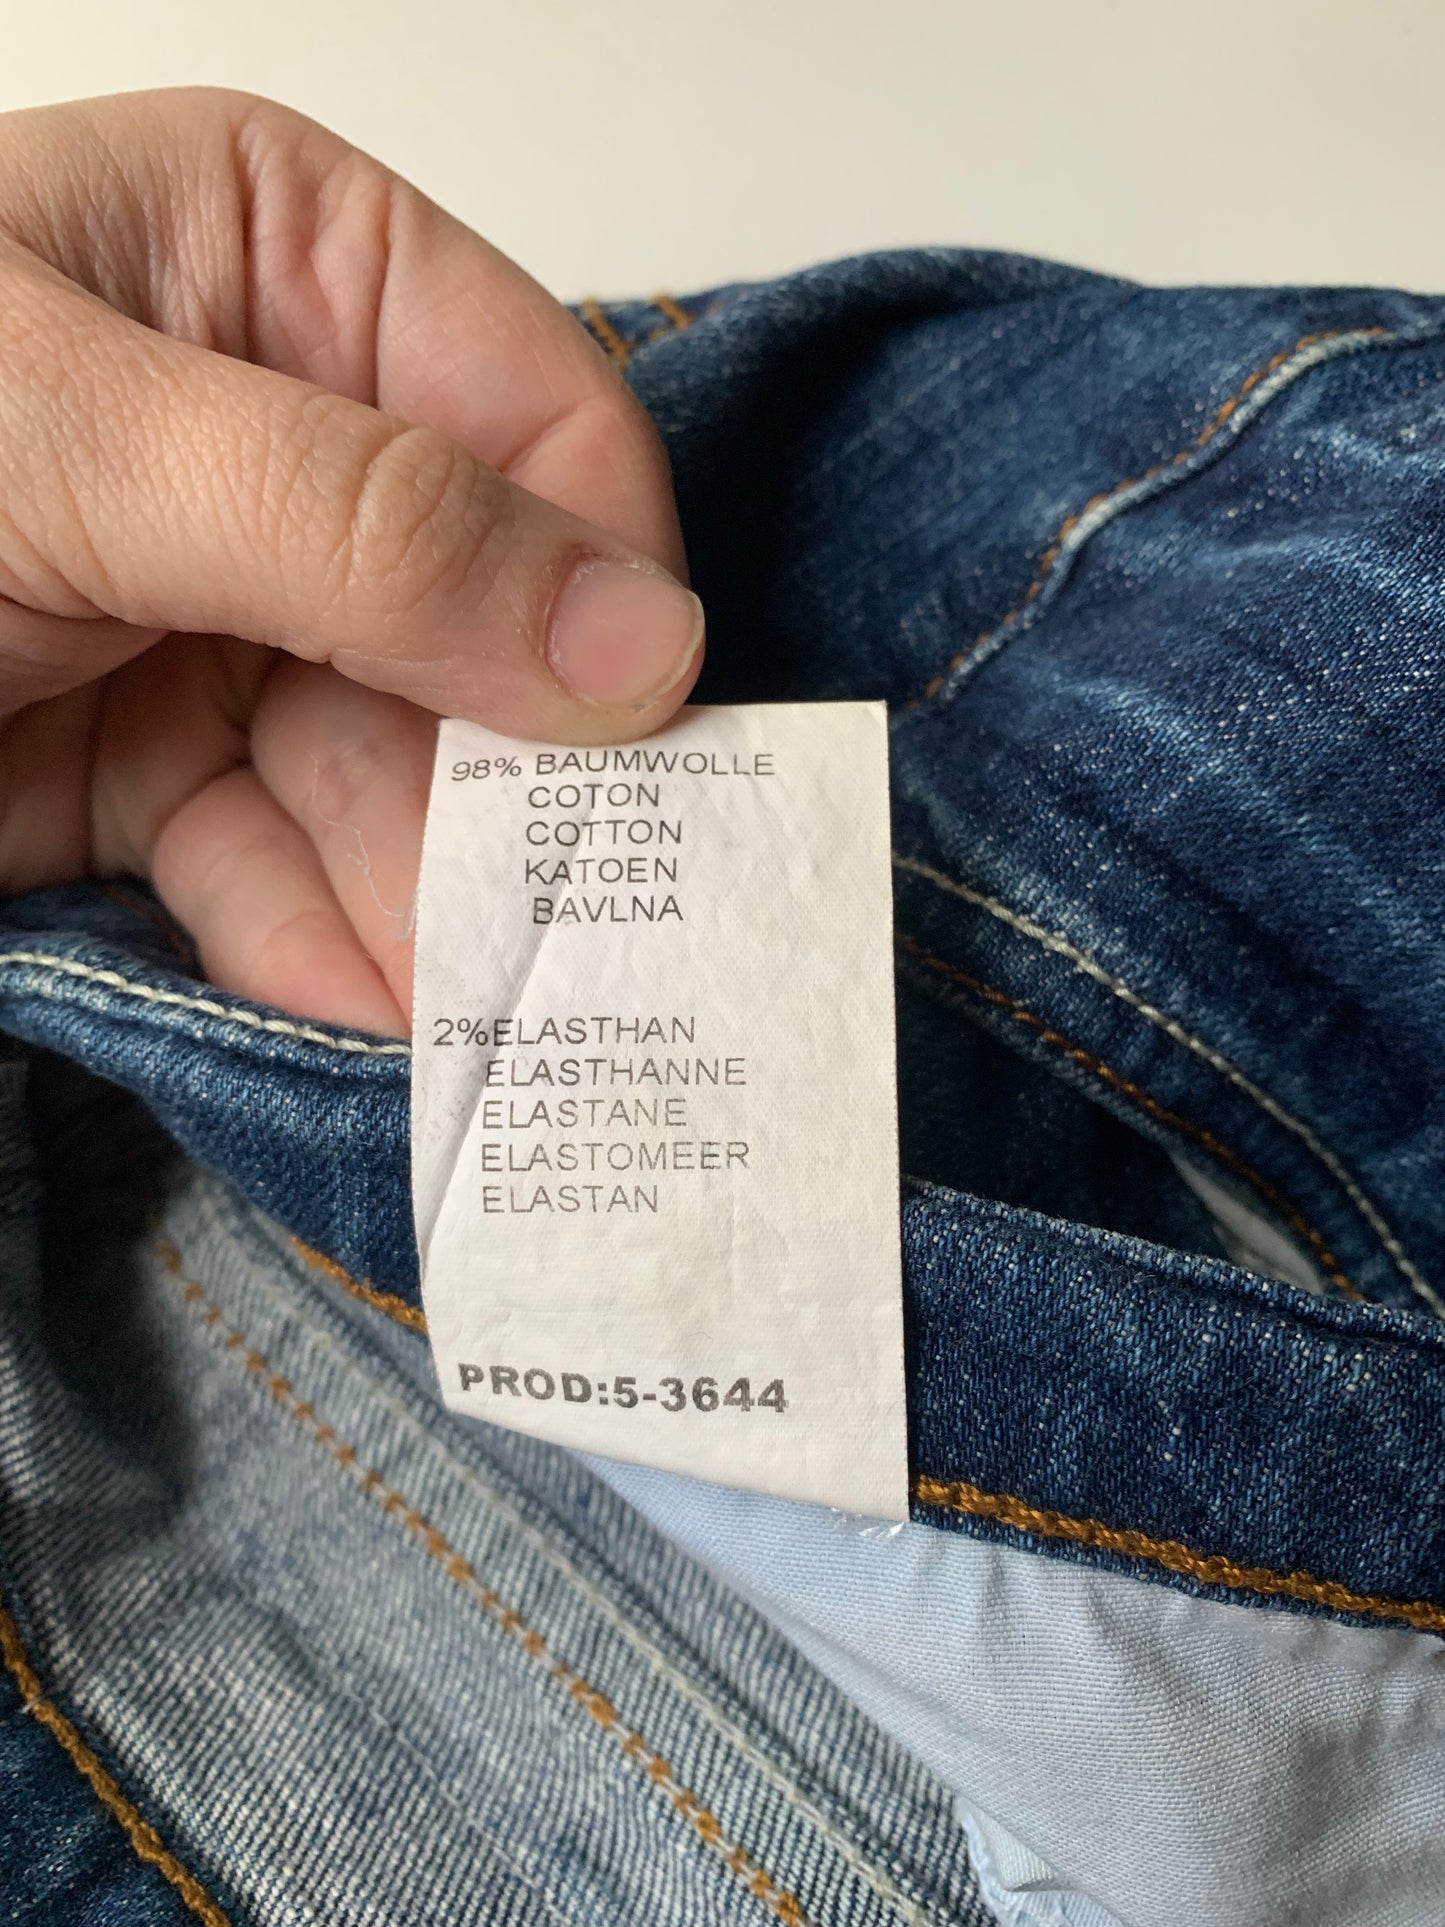 98% BAUMWOLLE
COTON
COTTON
KATOEN
BAVLNA
2%ELASTHAN
ELASTHANNE
ELASTANE
ELASTOMEER
ELASTAN
PROD:5-3644